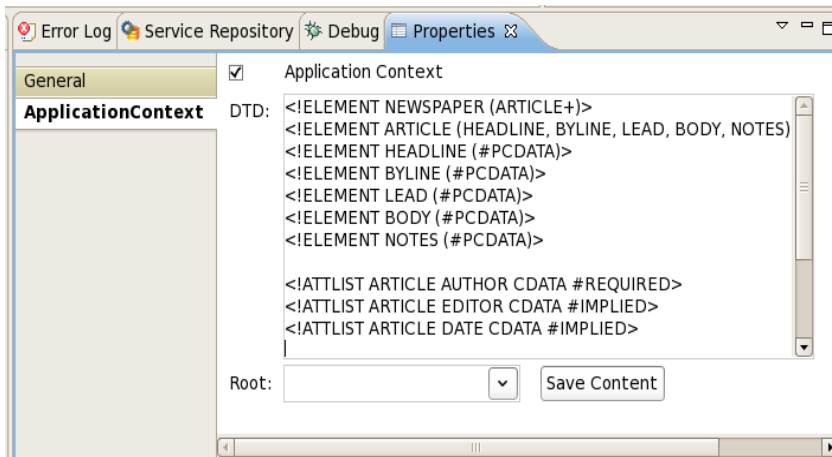 Error Log Service Repository Debug Properties
General
ApplicationContext
Application Context
DTD:
<!ELEMENT NEWSPAPER (ARTICLE+)>
<!ELEMENT ARTICLE (HEADLINE, BYLINE, LEAD, BODY, NOTES)
<!ELEMENT HEADLINE (#PCDATA)>
<!ELEMENT BYLINE (#PCDATA)>
<!ELEMENT LEAD (#PCDATA)>
<!ELEMENT BODY (#PCDATA)>
<!ELEMENT NOTES (#PCDATA)>
<!ATTLIST ARTICLE AUTHOR CDATA #REQUIRED>
<!ATTLIST ARTICLE EDITOR CDATA #IMPLIED>
<!ATTLIST ARTICLE DATE CDATA #IMPLIED>
Root:
Save Content